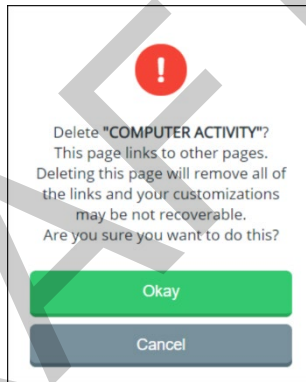 !
Delete "COMPUTER ACTIVITY"?
This page links to other pages.
Deleting this page will remove all of
the links and your customizations
may be not recoverable.
Are you sure you want to do this?
Okay
Cancel